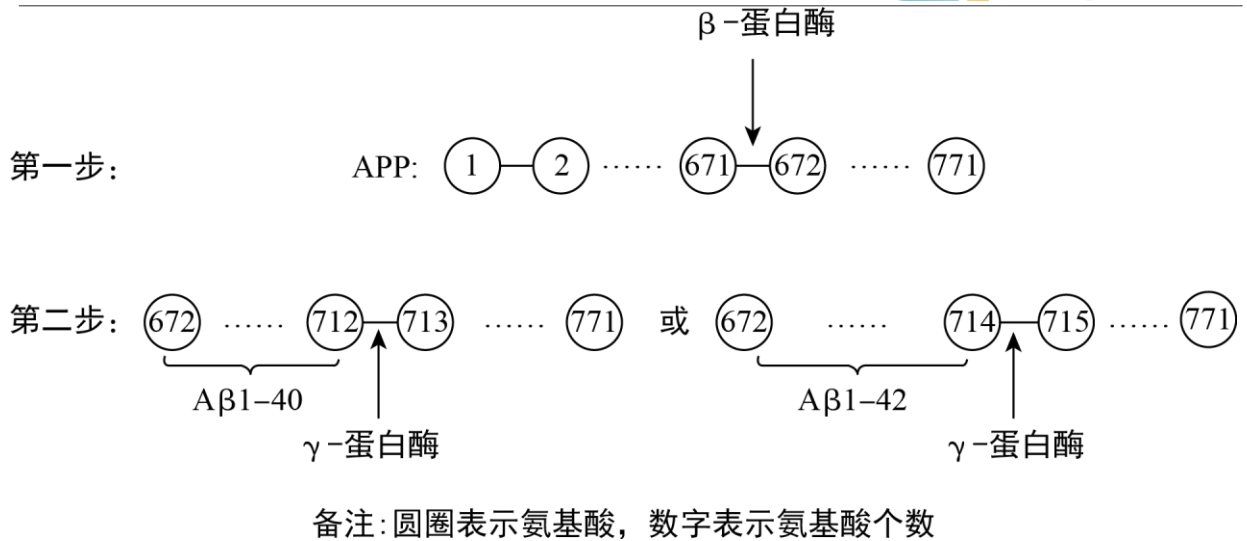 β-蛋白酶
第一步： APP: 1 2 …… 671 672 …… 771
第二步： 672 …… 712 713 …… 771 或 672 …… 714 715 …… 771
Aβ1-40 Aβ1-42
γ-蛋白酶 γ-蛋白酶
备注:圆圈表示氨基酸，数字表示氨基酸个数